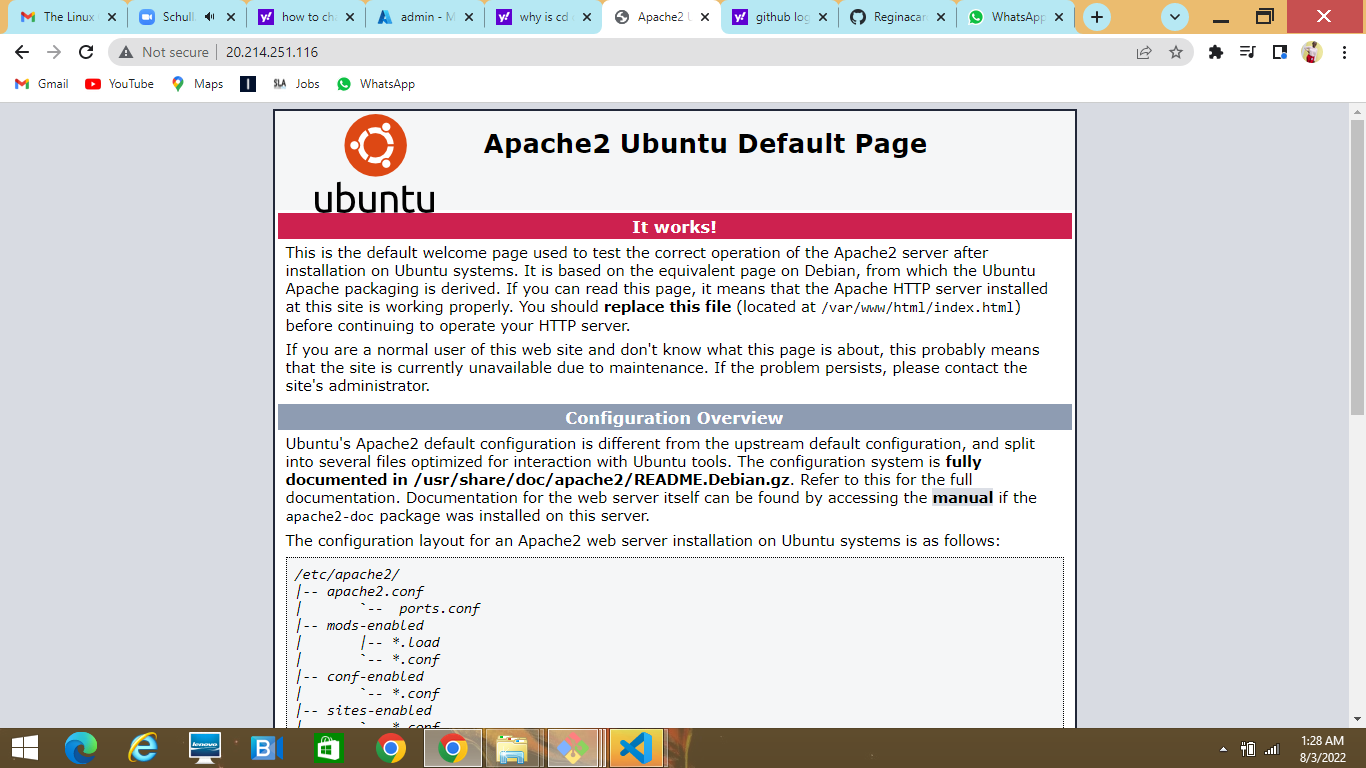 The Linux
Schull
how to cha
admin - M
why is cd
Apache2 U
github log
Reginacar
WhatsApp
Not secure
20.214.251.116
Gmail
YouTube
Maps
SLA Jobs
WhatsApp
ubuntu
Apache2 Ubuntu Default Page
It works!
This is the default welcome page used to test the correct operation of the Apache2 server after
installation on Ubuntu systems. It is based on the equivalent page on Debian, from which the Ubuntu
Apache packaging is derived. If you can read this page, it means that the Apache HTTP server installed
at this site is working properly. You should replace this file (located at /var/www/html/index.html)
before continuing to operate your HTTP server.
If you are a normal user of this web site and don't know what this page is about, this probably means
that the site is currently unavailable due to maintenance. If the problem persists, please contact the
site's administrator.
Configuration Overview
Ubuntu's Apache2 default configuration is different from the upstream default configuration, and split
into several files optimized for interaction with Ubuntu tools. The configuration system is fully
documented in /usr/share/doc/apache2/README.Debian.gz. Refer to this for the full
documentation. Documentation for the web server itself can be found by accessing the manual if the
apache2-doc package was installed on this server.
The configuration layout for an Apache2 web server installation on Ubuntu systems is as follows:
/etc/apache2/
|-- apache2.conf
|       `--  ports.conf
|-- mods-enabled
|       |-- *.load
|       `-- *.conf
|-- conf-enabled
|       `-- *.conf
|-- sites-enabled
|       `-- *.conf
lenovo
1:28 AM
8/3/2022